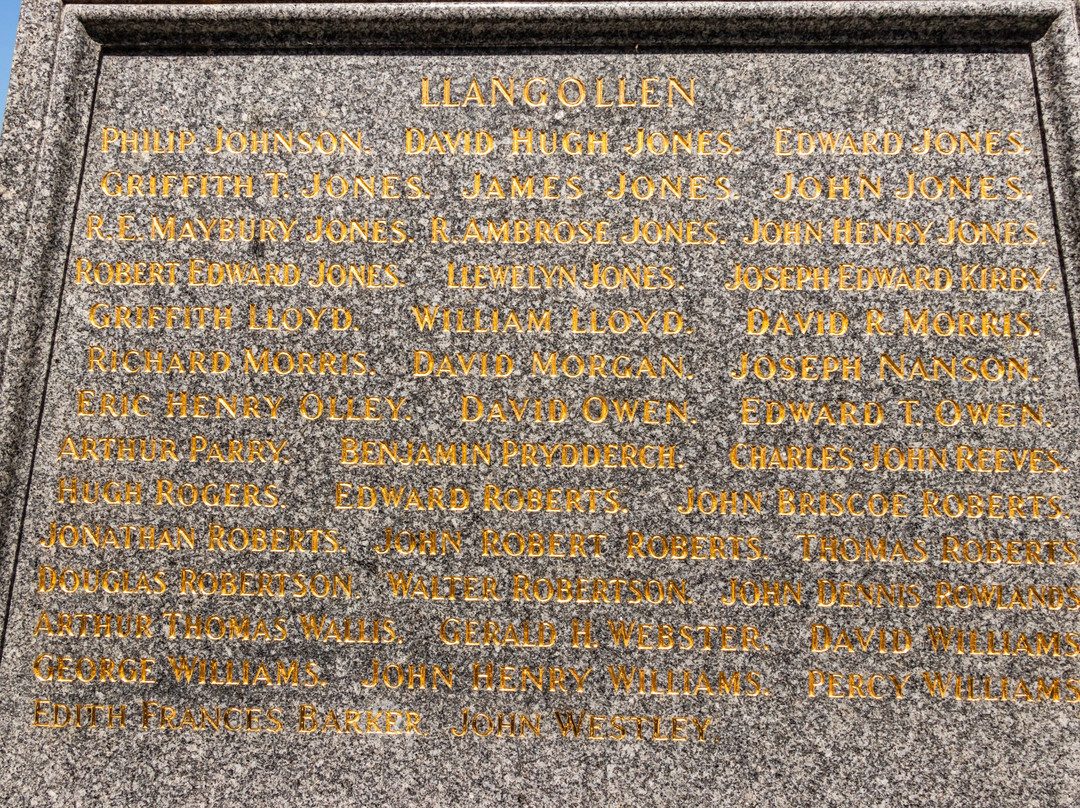 LLANGOLLEN
PHILIP JOHNSON. DAVID HUGH JONES. EDWARD JONES.
GRIFFITH T. JONES. JAMES JONES. JOHN JONES.
R.E. MAYBURY JONES. R. AMBROSE JONES. JOHN HENRY JONES.
ROBERT EDWARD JONES. LLEWELYN JONES. JOSEPH EDWARD KIRBY.
GRIFFITH LLOYD. WILLIAM LLOYD. DAVID R. MORRIS.
RICHARD MORRIS. DAVID MORGAN. JOSEPH NANSON.
ERIC HENRY OLLEY. DAVID OWEN. EDWARD T. OWEN.
ARTHUR PARRY. BENJAMIN PRYDDERCH. CHARLES JOHN REEVES.
HUGH ROGERS. EDWARD ROBERTS. JOHN BRISCOE ROBERTS.
JONATHAN ROBERTS. JOHN ROBERT ROBERTS. THOMAS ROBERTS
DOUGLAS ROBERTSON. WALTER ROBERTSON. JOHN DENNIS ROWLANDS
ARTHUR THOMAS WALLIS. GERALD H. WEBSTER. DAVID WILLIAMS.
GEORGE WILLIAMS. JOHN HENRY WILLIAMS. PERCY WILLIAMS
EDITH FRANCES BARKER. JOHN WESTLEY.